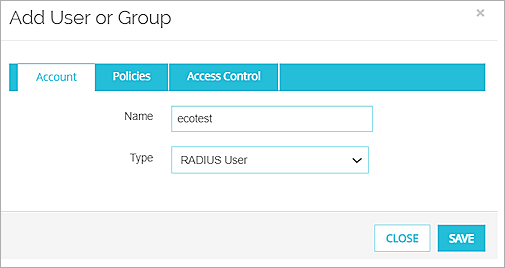 Add User or Group ×
Account Policies Access Control
Name ecotest
Type RADIUS User
CLOSE SAVE